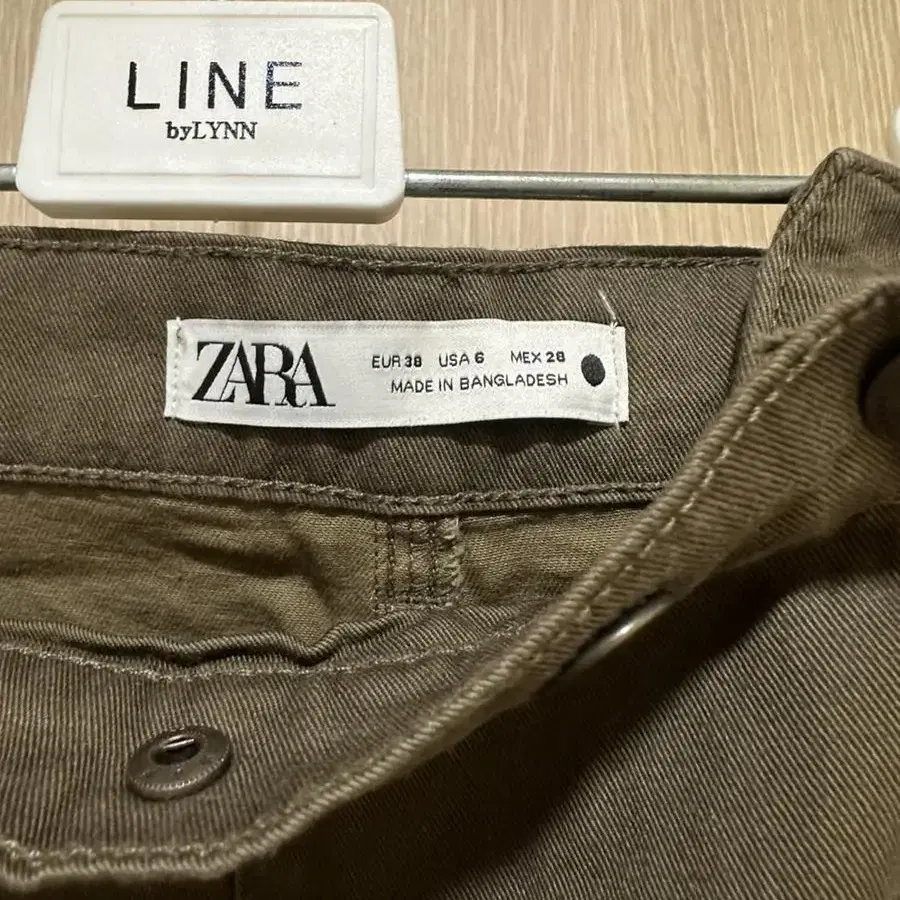 LINE
byLYNN
ZARA
EUR 38 USA 6 MEX 28
MADE IN BANGLADESH